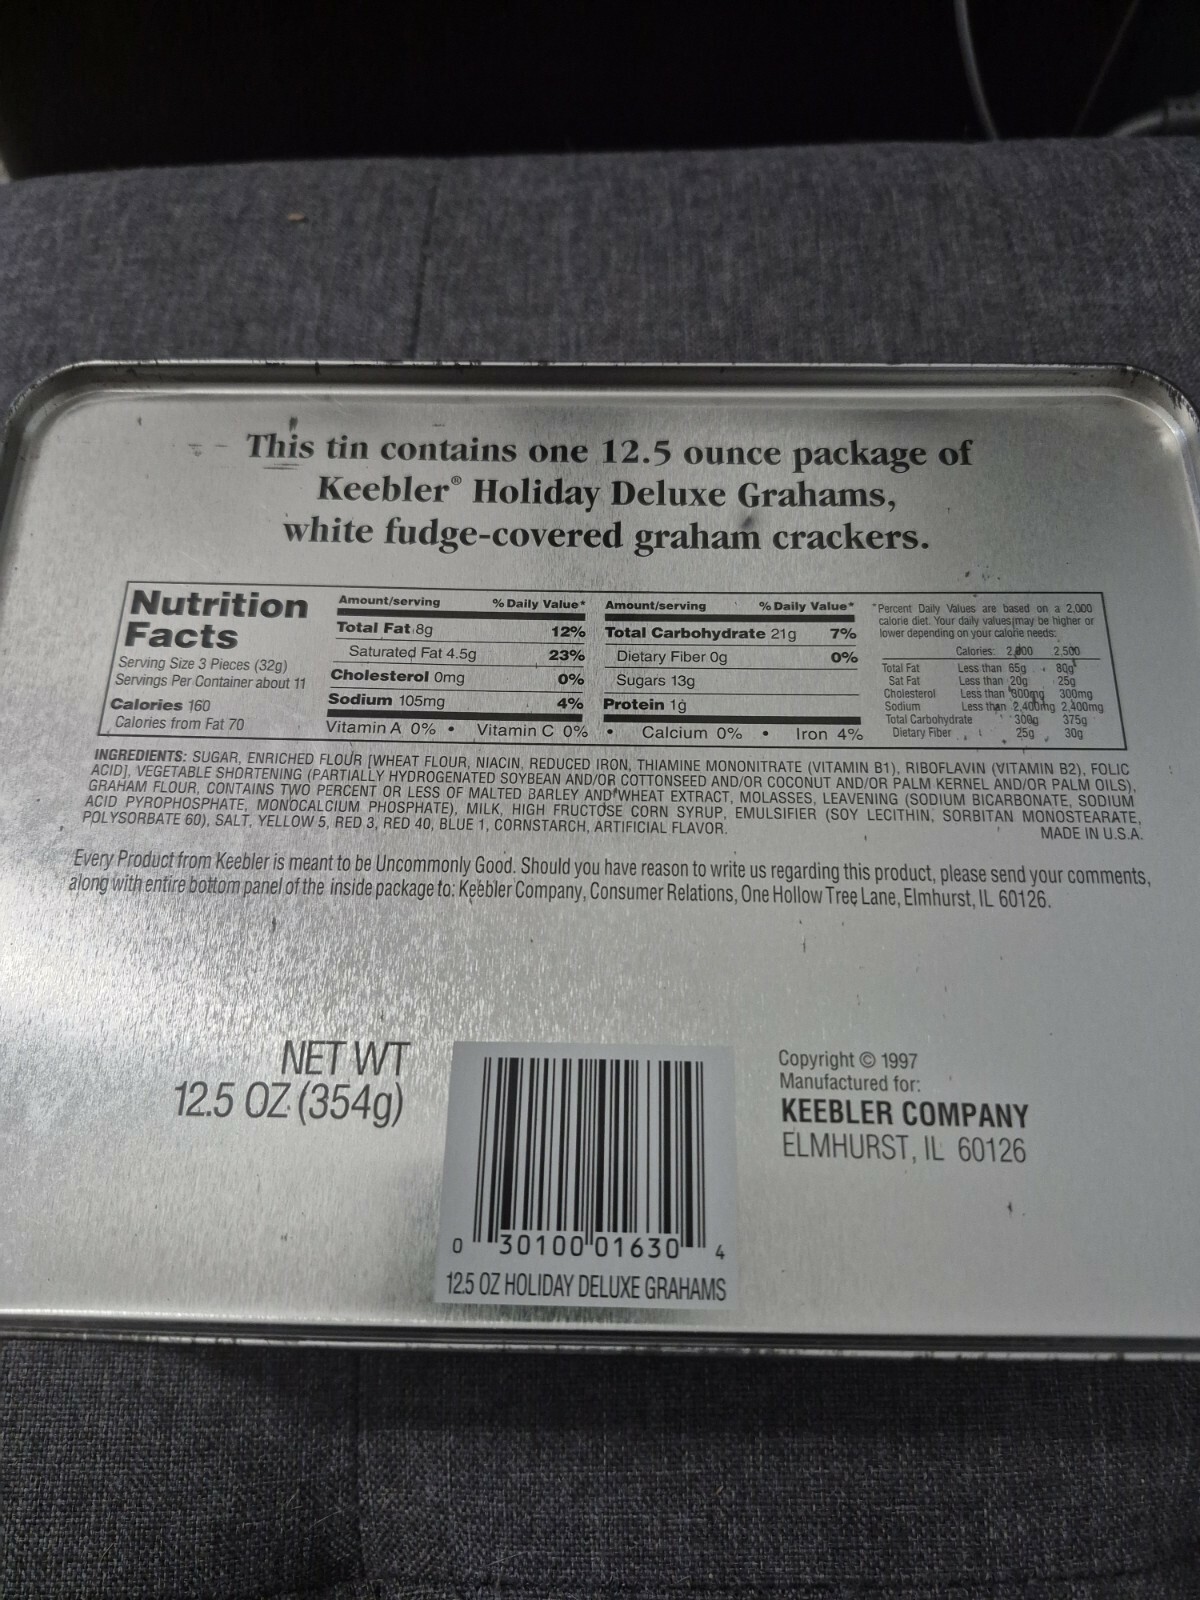 This tin contains one 12.5 ounce package of
Keebler® Holiday Deluxe Grahams,
white fudge-covered graham crackers.
Nutrition
Facts
Serving Size 3 Pieces (32g)
Servings Per Container about 11
Calories 160
Calories from Fat 70
Amount/serving % Daily Value*
Total Fat 8g 12%
Saturated Fat 4.5g 23%
Cholesterol 0mg 0%
Sodium 105mg 4%
Amount/serving % Daily Value*
Total Carbohydrate 21g 7%
Dietary Fiber 0g 0%
Sugars 13g
Protein 1g
Vitamin A 0% • Vitamin C 0% • Calcium 0% • Iron 4%
*Percent Daily Values are based on a 2,000
calorie diet. Your daily values may be higher or
lower depending on your calorie needs:
Calories: 2,000 2,500
Total Fat Less than 65g 80g
Sat Fat Less than 20g 25g
Cholesterol Less than 300mg 300mg
Sodium Less than 2,400mg 2,400mg
Total Carbohydrate 300g 375g
Dietary Fiber 25g 30g
INGREDIENTS: SUGAR, ENRICHED FLOUR [WHEAT FLOUR, NIACIN, REDUCED IRON, THIAMINE MONONITRATE (VITAMIN B1), RIBOFLAVIN (VITAMIN B2), FOLIC
ACID], VEGETABLE SHORTENING (PARTIALLY HYDROGENATED SOYBEAN AND/OR COTTONSEED AND/OR COCONUT AND/OR PALM KERNEL AND/OR PALM OILS),
GRAHAM FLOUR, CONTAINS TWO PERCENT OR LESS OF MALTED BARLEY AND WHEAT EXTRACT, MOLASSES, LEAVENING (SODIUM BICARBONATE, SODIUM
ACID PYROPHOSPHATE, MONOCALCIUM PHOSPHATE), MILK, HIGH FRUCTOSE CORN SYRUP, EMULSIFIER (SOY LECITHIN, SORBITAN MONOSTEARATE,
POLYSORBATE 60), SALT, YELLOW 5, RED 3, RED 40, BLUE 1, CORNSTARCH, ARTIFICIAL FLAVOR.
MADE IN U.S.A.
Every Product from Keebler is meant to be Uncommonly Good. Should you have reason to write us regarding this product, please send your comments,
along with entire bottom panel of the inside package to: Keebler Company, Consumer Relations, One Hollow Tree Lane, Elmhurst, IL 60126.
NET WT
12.5 OZ (354g)
0 30100 01630 4
12.5 OZ HOLIDAY DELUXE GRAHAMS
Copyright © 1997
Manufactured for:
KEEBLER COMPANY
ELMHURST, IL 60126